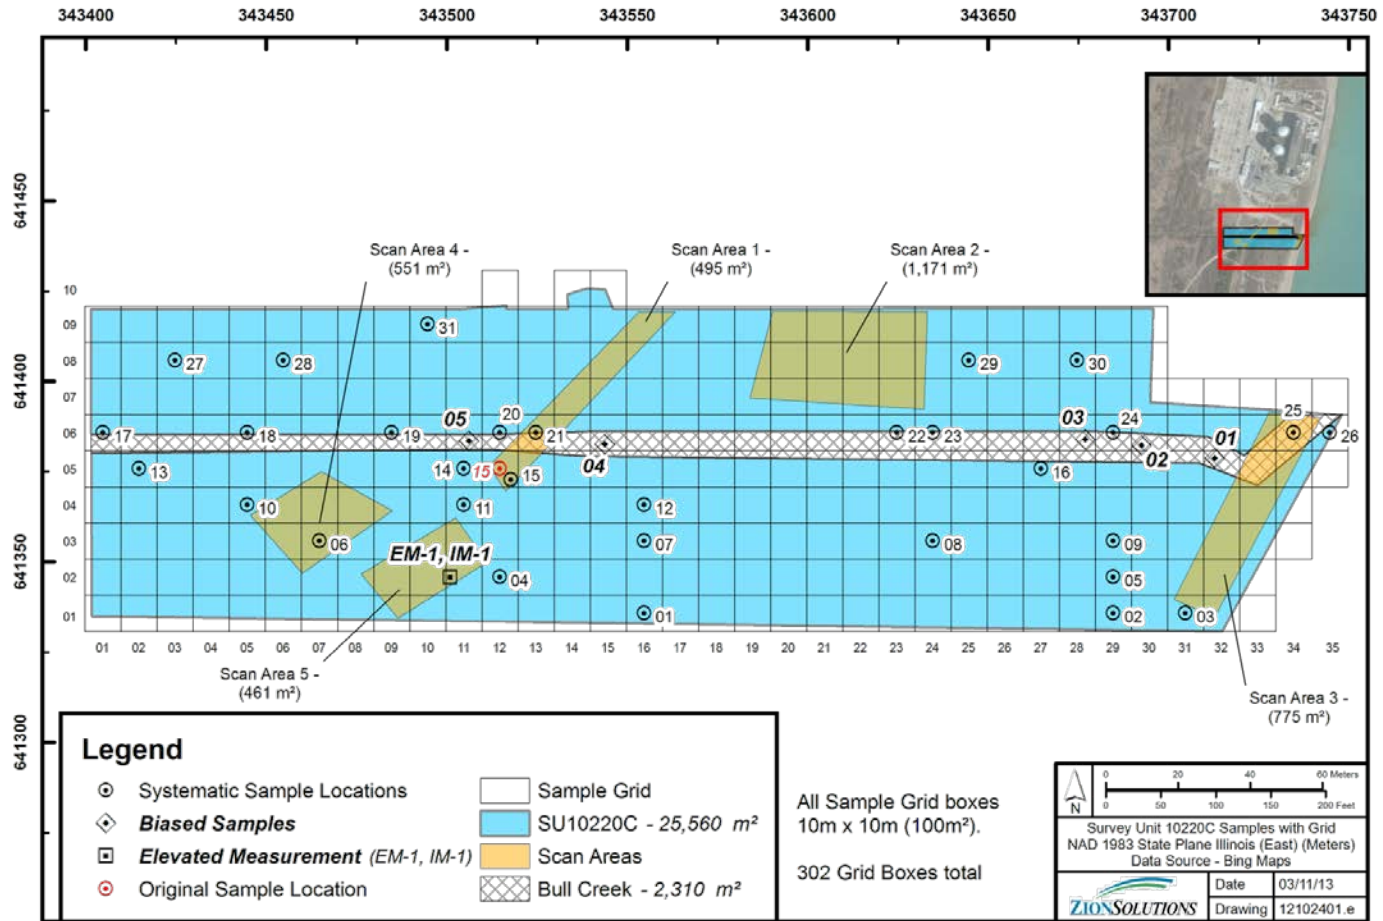 343400 343450 343500 343550 343600 343650 343700 343750
641450
641400
641350
641300
Scan Area 4 -
(551 m²)
Scan Area 1 -
(495 m²)
Scan Area 2 -
(1,171 m²)
10
09
08
07
06
05
04
03
02
01
31
27
28
29
30
17
18
05
19
20
21
04
22
23
03
24
02
01
25
26
13
14
15
15
16
10
11
12
06
07
08
09
EM-1, IM-1
04
05
01
02
03
01 02 03 04 05 06 07 08 09 10 11 12 13 14 15 16 17 18 19 20 21 22 23 24 25 26 27 28 29 30 31 32 33 34 35
Scan Area 5 -
(461 m²)
Scan Area 3 -
(775 m²)
Legend
Systematic Sample Locations
Biased Samples
Elevated Measurement (EM-1, IM-1)
Original Sample Location
Sample Grid
SU10220C - 25,560 m²
Scan Areas
Bull Creek - 2,310 m²
All Sample Grid boxes
10m x 10m (100m²).
302 Grid Boxes total
N
0 20 40 60 Meters
0 50 100 150 200 Feet
Survey Unit 10220C Samples with Grid
NAD 1983 State Plane Illinois (East) (Meters)
Data Source - Bing Maps
ZIONSOLUTIONS
Date 03/11/13
Drawing 12102401.e